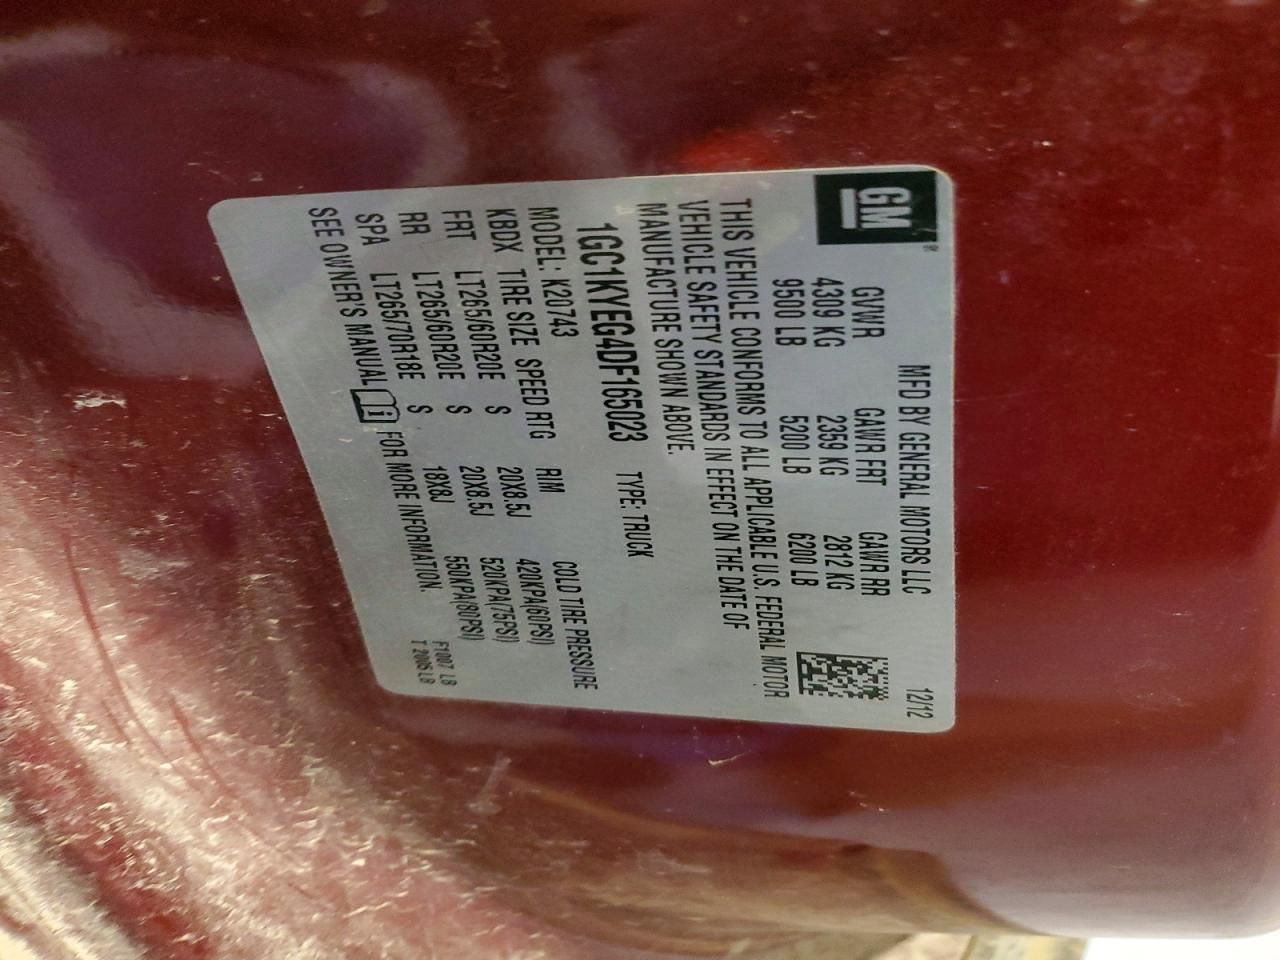 GM®
MFD BY GENERAL MOTORS LLC 12/12
GVWR GAWR FRT GAWR RR
4309 KG 2359 KG 2812 KG
9500 LB 5200 LB 6200 LB
THIS VEHICLE CONFORMS TO ALL APPLICABLE U.S. FEDERAL MOTOR
VEHICLE SAFETY STANDARDS IN EFFECT ON THE DATE OF
MANUFACTURE SHOWN ABOVE.
1GC1KYEG4DF165023 TYPE: TRUCK
MODEL: K20743
KBDX TIRE SIZE SPEED RTG RIM COLD TIRE PRESSURE
FRT LT265/60R20E S 20X8.5J 420KPA(60PSI)
RR LT265/60R20E S 20X8.5J 520KPA(75PSI)
SPA LT265/70R18E S 18X8J 550KPA(80PSI)
SEE OWNER'S MANUAL FOR MORE INFORMATION.
F1007 LB
T 2005 LB